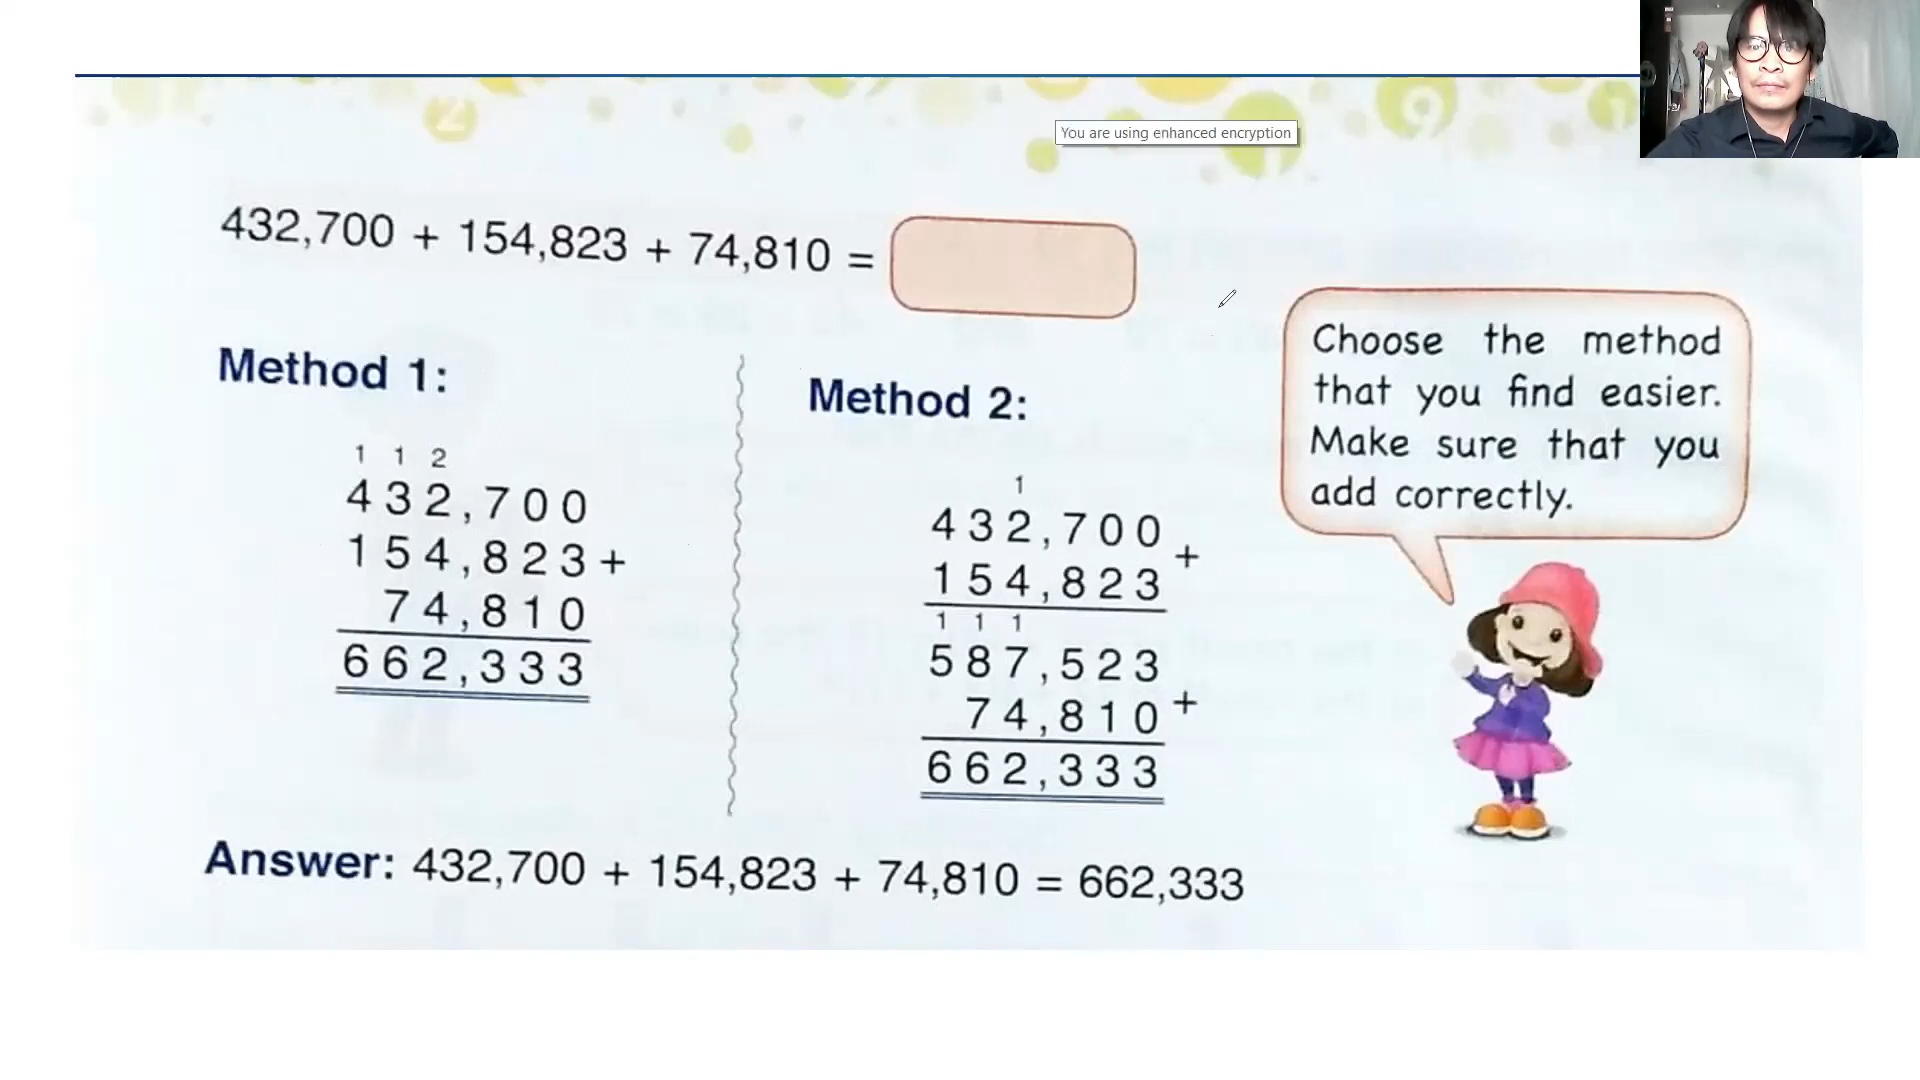 2
9
1
You are using enhanced encryption
432,700 + 154,823 + 74,810 =
Method 1:
1 1 2
432,700
154,823+
74,810
662,333
Method 2:
1
432,700
+
154,823
1 1 1
587,523
74,810 +
662,333
Choose the method
that you find easier.
Make sure that you
add correctly.
Answer: 432,700 + 154,823 + 74,810 = 662,333